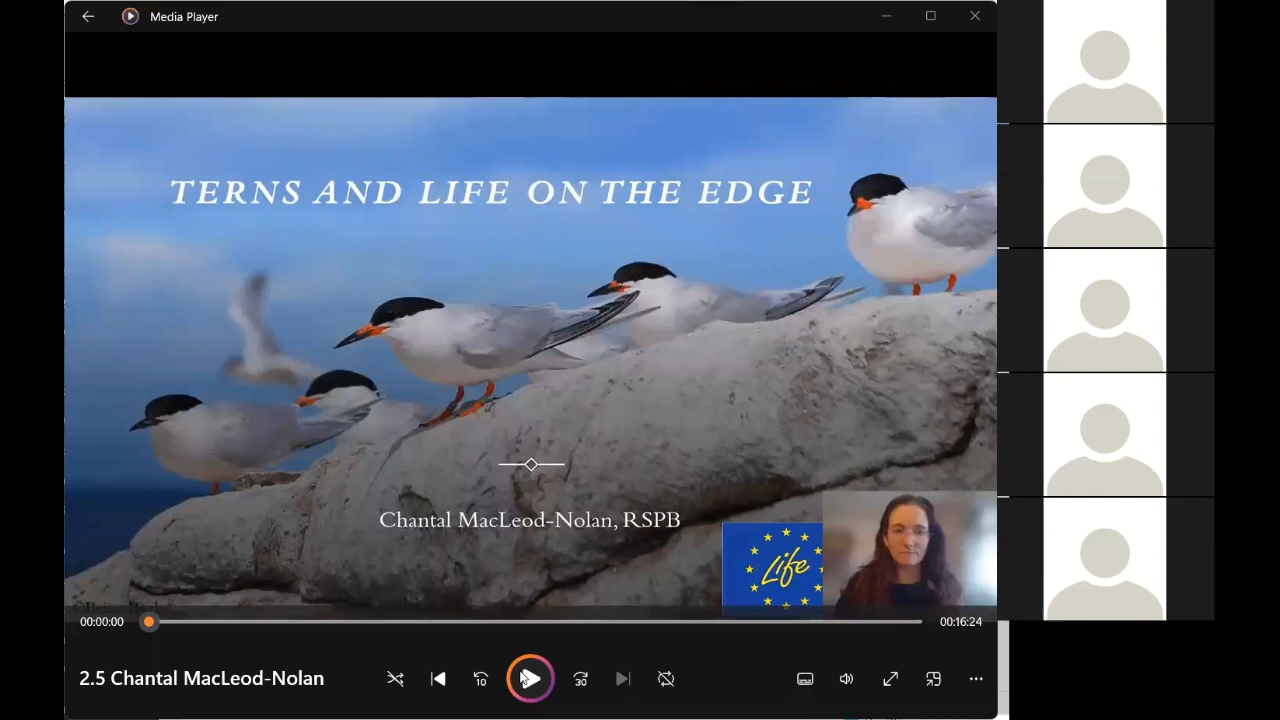 Media Player
TERNS AND LIFE ON THE EDGE
Chantal MacLeod-Nolan, RSPB
Life
00:00:00
00:16:24
2.5 Chantal MacLeod-Nolan
10
30